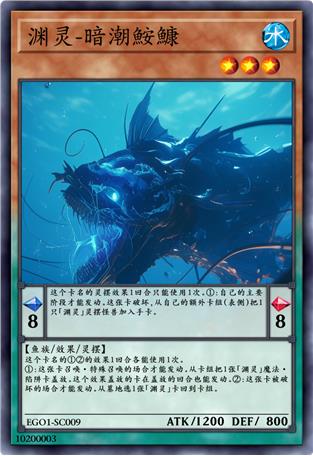 渊灵-暗潮鮟鱇
水
这个卡名的灵摆效果1回合只能使用1次。①:自己的主要
阶段才能发动。这张卡破坏,从自己的额外卡组(表侧)把1
只「渊灵」灵摆怪兽加入手卡。
8
8
【鱼族/效果/灵摆】
这个卡名的①②的效果1回合各能使用1次。
①:这张卡召唤・特殊召唤的场合才能发动。从卡组把1张「渊灵」魔法・
陷阱卡盖放。这个效果盖放的卡在盖放的回合也能发动。②:这张卡被破
坏的场合才能发动。从墓地选1张「渊灵」卡回到卡组。
EGO1-SC009
ATK/1200 DEF/ 800
10200003